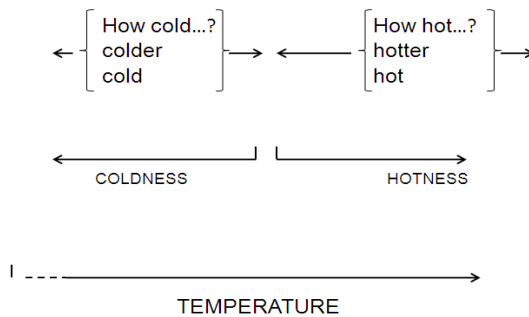 How cold...?
colder
cold
How hot...?
hotter
hot
COLDNESS
HOTNESS
TEMPERATURE